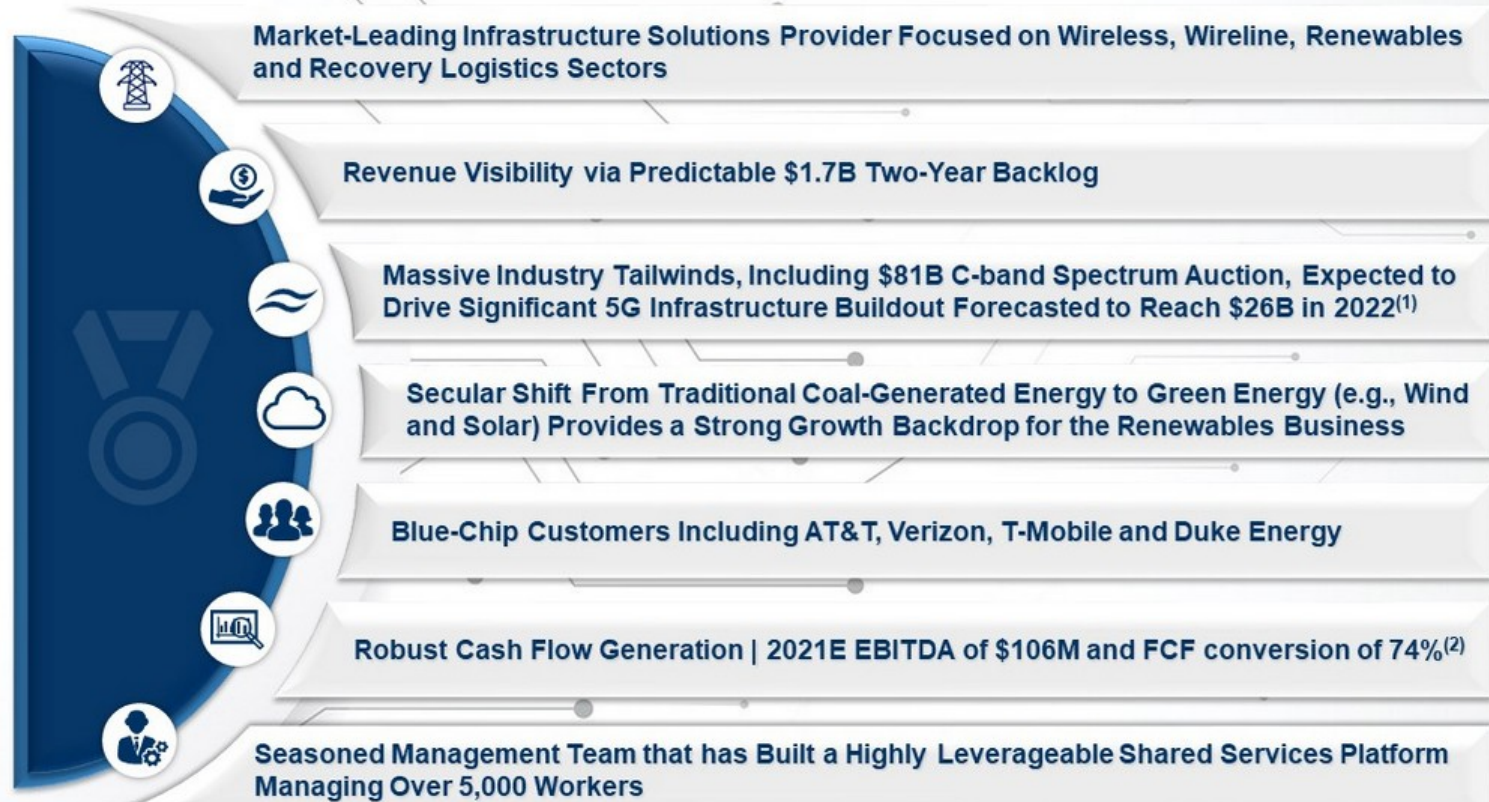 Market-Leading Infrastructure Solutions Provider Focused on Wireless, Wireline, Renewables
and Recovery Logistics Sectors
Revenue Visibility via Predictable $1.7B Two-Year Backlog
Massive Industry Tailwinds, Including $81B C-band Spectrum Auction, Expected to
Drive Significant 5G Infrastructure Buildout Forecasted to Reach $26B in 2022(1)
Secular Shift From Traditional Coal-Generated Energy to Green Energy (e.g., Wind
and Solar) Provides a Strong Growth Backdrop for the Renewables Business
Blue-Chip Customers Including AT&T, Verizon, T-Mobile and Duke Energy
Robust Cash Flow Generation | 2021E EBITDA of $106M and FCF conversion of 74%(2)
Seasoned Management Team that has Built a Highly Leverageable Shared Services Platform
Managing Over 5,000 Workers